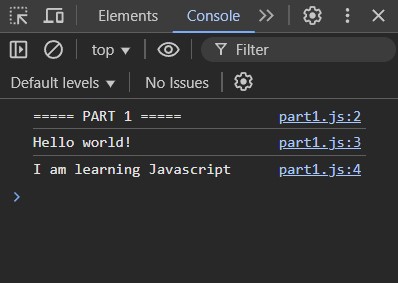 Elements Console
top Filter
Default levels No Issues
===== PART 1 ===== part1.js:2
Hello world! part1.js:3
I am learning Javascript part1.js:4